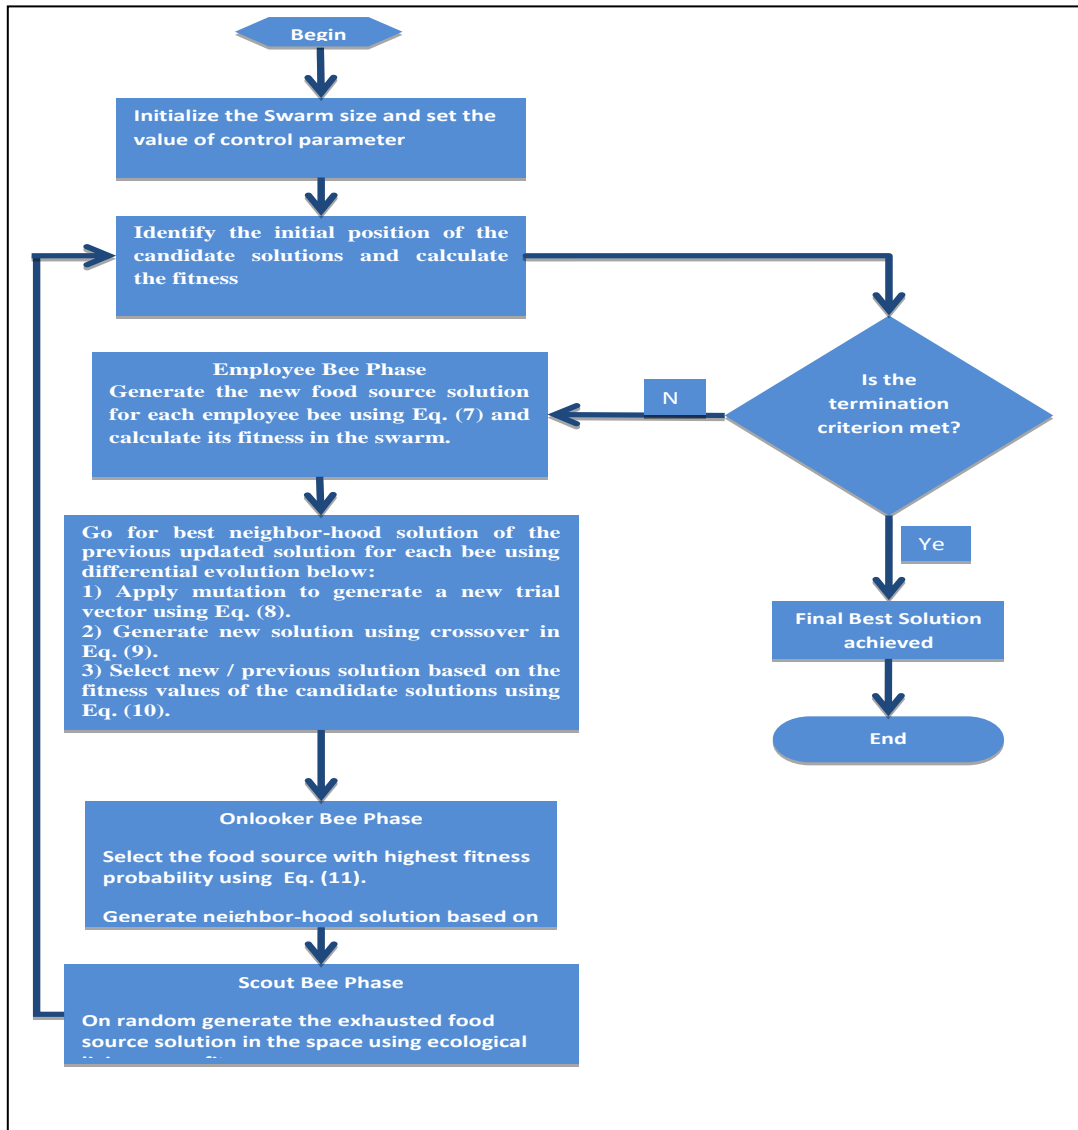 Begin
Initialize the Swarm size and set the
value of control parameter
Identify the initial position of the
candidate solutions and calculate
the fitness
Employee Bee Phase
Generate the new food source solution
for each employee bee using Eq. (7) and
calculate its fitness in the swarm.
N
Is the
termination
criterion met?
Ye
Final Best Solution
achieved
End
Go for best neighbor-hood solution of the
previous updated solution for each bee using
differential evolution below:
1) Apply mutation to generate a new trial
vector using Eq. (8).
2) Generate new solution using crossover in
Eq. (9).
3) Select new / previous solution based on the
fitness values of the candidate solutions using
Eq. (10).
Onlooker Bee Phase
Select the food source with highest fitness
probability using Eq. (11).
Generate neighbor-hood solution based on
Scout Bee Phase
On random generate the exhausted food
source solution in the space using ecological